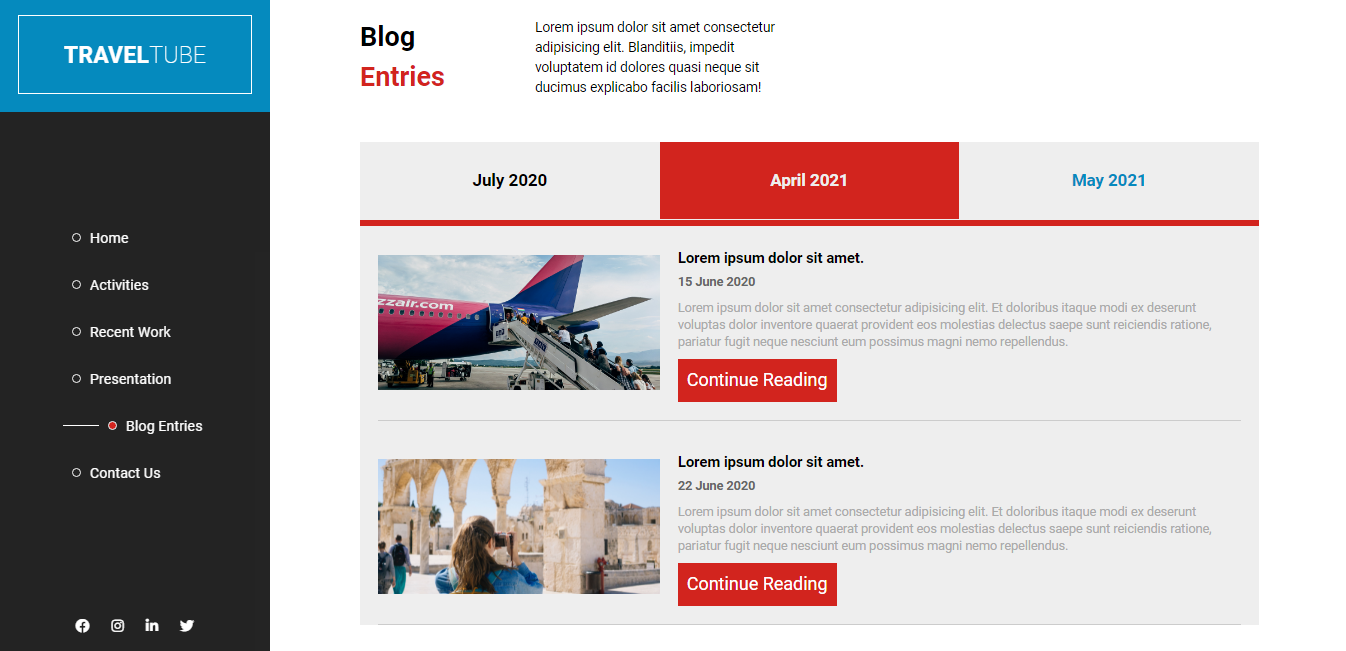 TRAVELTUBE
Home
Activities
Recent Work
Presentation
Blog Entries
Contact Us
Blog
Entries
Lorem ipsum dolor sit amet consectetur
adipisicing elit. Blanditiis, impedit
voluptatem id dolores quasi neque sit
ducimus explicabo facilis laboriosam!
July 2020
April 2021
May 2021
zzair.com
Lorem ipsum dolor sit amet.
15 June 2020
Lorem ipsum dolor sit amet consectetur adipisicing elit. Et doloribus itaque modi ex deserunt
voluptas dolor inventore quaerat provident eos molestias delectus saepe sunt reiciendis ratione,
pariatur fugit neque nesciunt eum possimus magni nemo repellendus.
Continue Reading
Lorem ipsum dolor sit amet.
22 June 2020
Lorem ipsum dolor sit amet consectetur adipisicing elit. Et doloribus itaque modi ex deserunt
voluptas dolor inventore quaerat provident eos molestias delectus saepe sunt reiciendis ratione,
pariatur fugit neque nesciunt eum possimus magni nemo repellendus.
Continue Reading